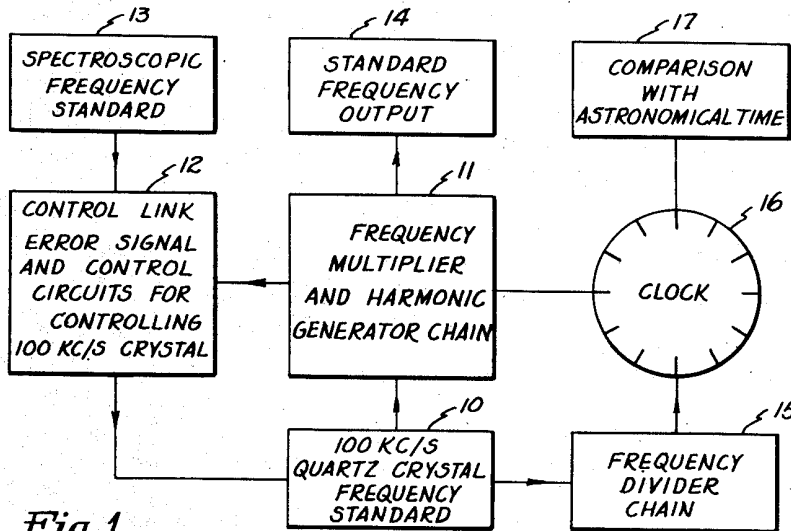 13
SPECTROSCOPIC
FREQUENCY
STANDARD
14
STANDARD
FREQUENCY
OUTPUT
17
COMPARISON
WITH
ASTRONOMICAL TIME
12
CONTROL LINK
ERROR SIGNAL
AND CONTROL
CIRCUITS FOR
CONTROLLING
100 KC/S CRYSTAL
11
FREQUENCY
MULTIPLIER
AND HARMONIC
GENERATOR CHAIN
16
CLOCK
10
100 KC/S
QUARTZ CRYSTAL
FREQUENCY
STANDARD
15
FREQUENCY
DIVIDER
CHAIN
Fig. 1